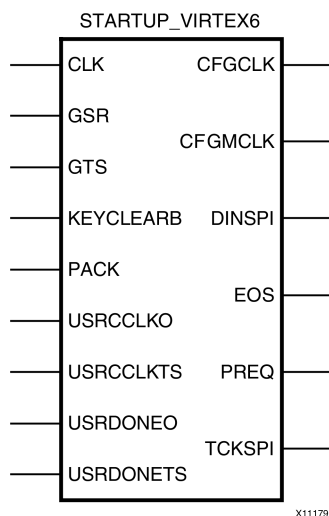 STARTUP_VIRTEX6
CLK
CFGCLK
GSR
CFGMCLK
GTS
KEYCLEARB
DINSPI
PACK
EOS
USRCCLKO
USRCCLKTS
PREQ
USRDONEO
TCKSPI
USRDONETS
X11179